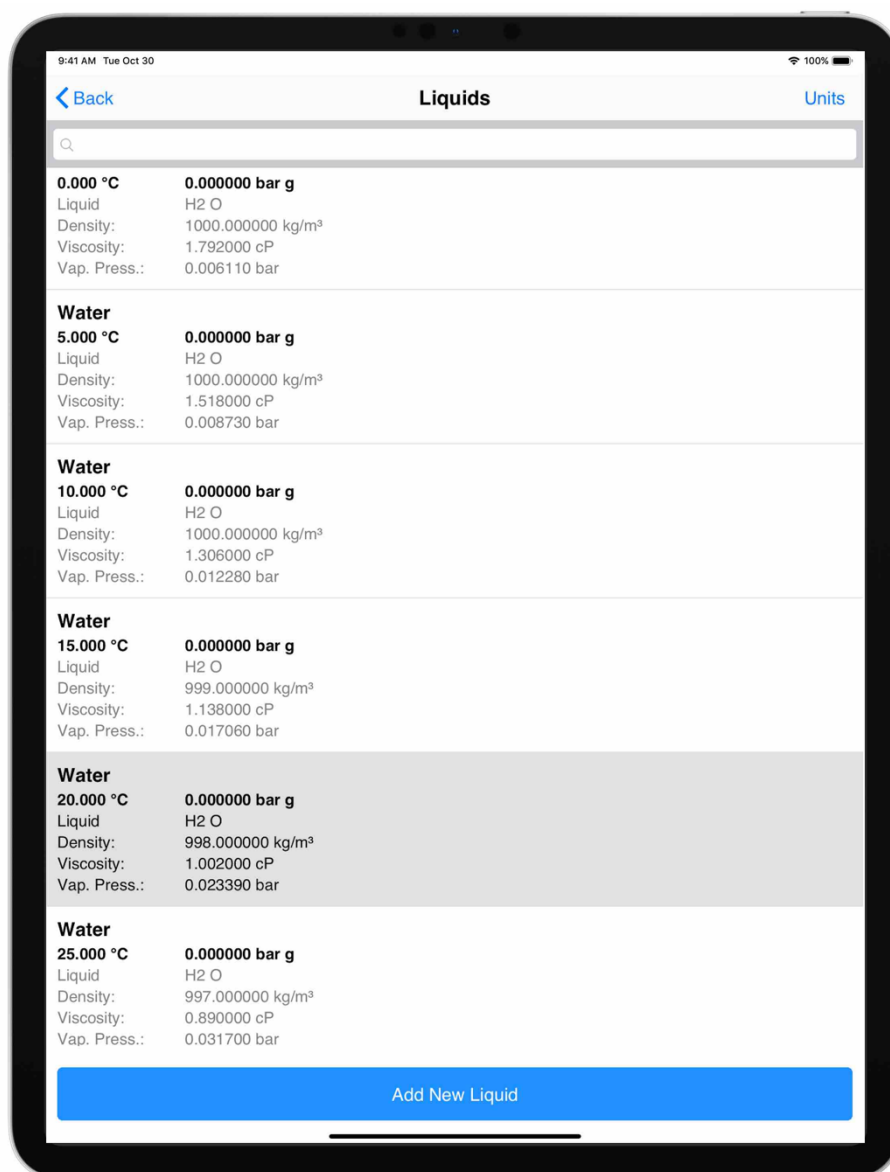 9:41 AM Tue Oct 30 100%
Back Liquids Units
0.000 °C 0.000000 bar g
Liquid H2 O
Density: 1000.000000 kg/m³
Viscosity: 1.792000 cP
Vap. Press.: 0.006110 bar
Water
5.000 °C 0.000000 bar g
Liquid H2 O
Density: 1000.000000 kg/m³
Viscosity: 1.518000 cP
Vap. Press.: 0.008730 bar
Water
10.000 °C 0.000000 bar g
Liquid H2 O
Density: 1000.000000 kg/m³
Viscosity: 1.306000 cP
Vap. Press.: 0.012280 bar
Water
15.000 °C 0.000000 bar g
Liquid H2 O
Density: 999.000000 kg/m³
Viscosity: 1.138000 cP
Vap. Press.: 0.017060 bar
Water
20.000 °C 0.000000 bar g
Liquid H2 O
Density: 998.000000 kg/m³
Viscosity: 1.002000 cP
Vap. Press.: 0.023390 bar
Water
25.000 °C 0.000000 bar g
Liquid H2 O
Density: 997.000000 kg/m³
Viscosity: 0.890000 cP
Vap. Press.: 0.031700 bar
Add New Liquid